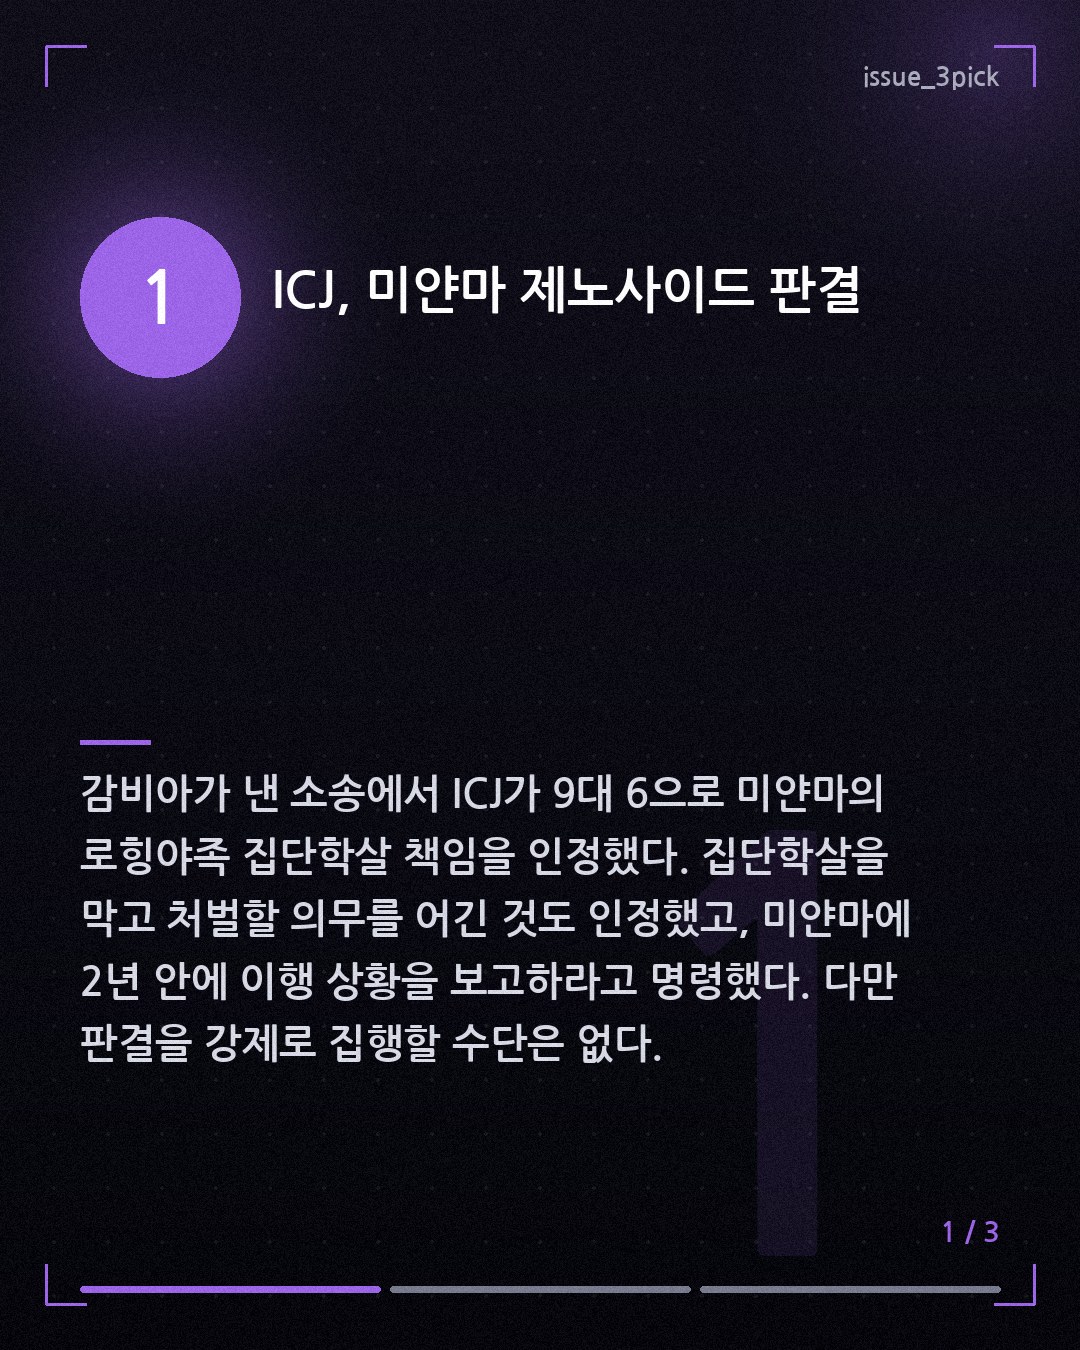 issue_3pick
1
ICJ, 미얀마 제노사이드 판결
감비아가 낸 소송에서 ICJ가 9대 6으로 미얀마의
로힝야족 집단학살 책임을 인정했다. 집단학살을
막고 처벌할 의무를 어긴 것도 인정했고, 미얀마에
2년 안에 이행 상황을 보고하라고 명령했다. 다만
판결을 강제로 집행할 수단은 없다.
1
1 / 3